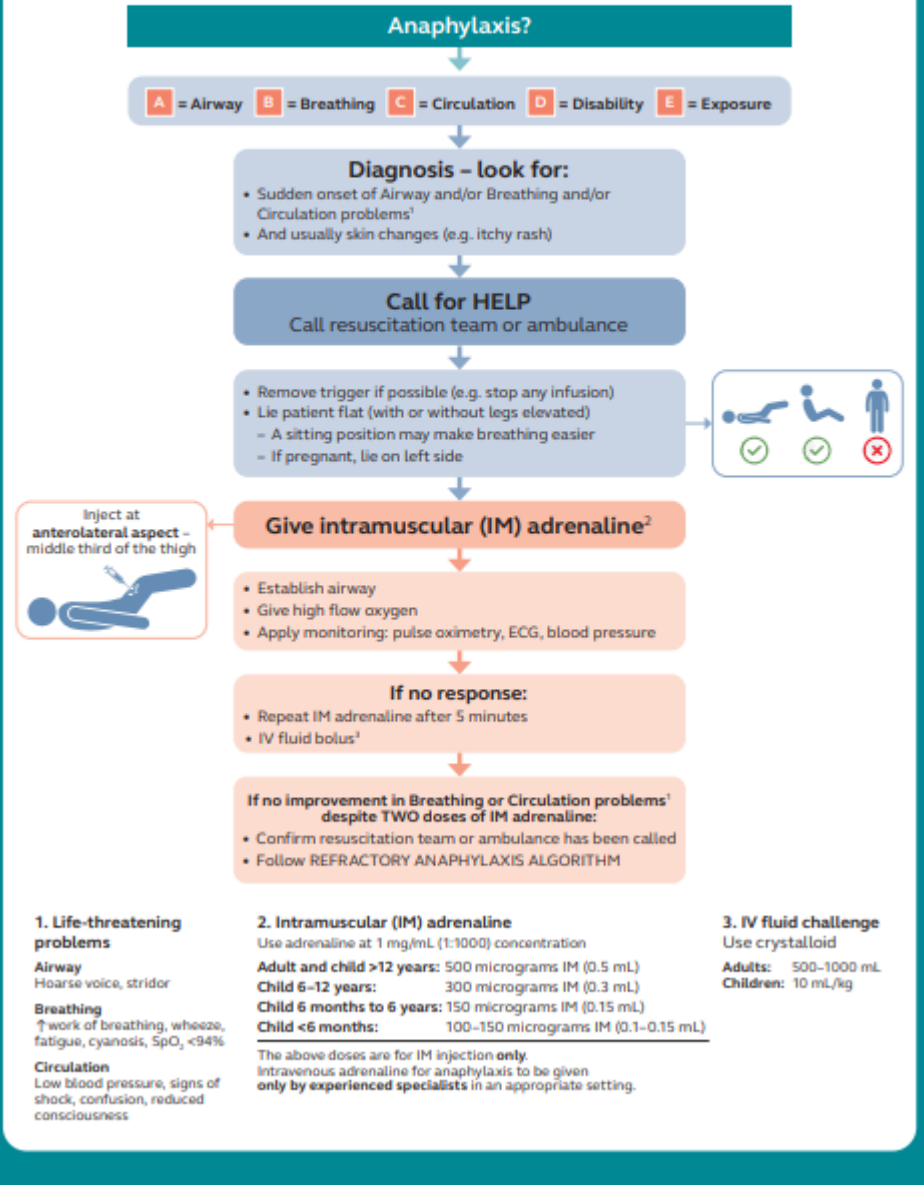 Anaphylaxis?
A = Airway B = Breathing C = Circulation D = Disability E = Exposure
Diagnosis – look for:
• Sudden onset of Airway and/or Breathing and/or
Circulation problems¹
• And usually skin changes (e.g. itchy rash)
Call for HELP
Call resuscitation team or ambulance
• Remove trigger if possible (e.g. stop any infusion)
• Lie patient flat (with or without legs elevated)
– A sitting position may make breathing easier
– If pregnant, lie on left side
Inject at
anterolateral aspect –
middle third of the thigh
Give intramuscular (IM) adrenaline²
• Establish airway
• Give high flow oxygen
• Apply monitoring: pulse oximetry, ECG, blood pressure
If no response:
• Repeat IM adrenaline after 5 minutes
• IV fluid bolus³
If no improvement in Breathing or Circulation problems¹
despite TWO doses of IM adrenaline:
• Confirm resuscitation team or ambulance has been called
• Follow REFRACTORY ANAPHYLAXIS ALGORITHM
1. Life-threatening
problems
Airway
Hoarse voice, stridor
Breathing
↑work of breathing, wheeze,
fatigue, cyanosis, SpO₂ <94%
Circulation
Low blood pressure, signs of
shock, confusion, reduced
consciousness
2. Intramuscular (IM) adrenaline
Use adrenaline at 1 mg/mL (1:1000) concentration
Adult and child >12 years: 500 micrograms IM (0.5 mL)
Child 6–12 years: 300 micrograms IM (0.3 mL)
Child 6 months to 6 years: 150 micrograms IM (0.15 mL)
Child <6 months: 100–150 micrograms IM (0.1–0.15 mL)
The above doses are for IM injection only.
Intravenous adrenaline for anaphylaxis to be given
only by experienced specialists in an appropriate setting.
3. IV fluid challenge
Use crystalloid
Adults: 500–1000 mL
Children: 10 mL/kg